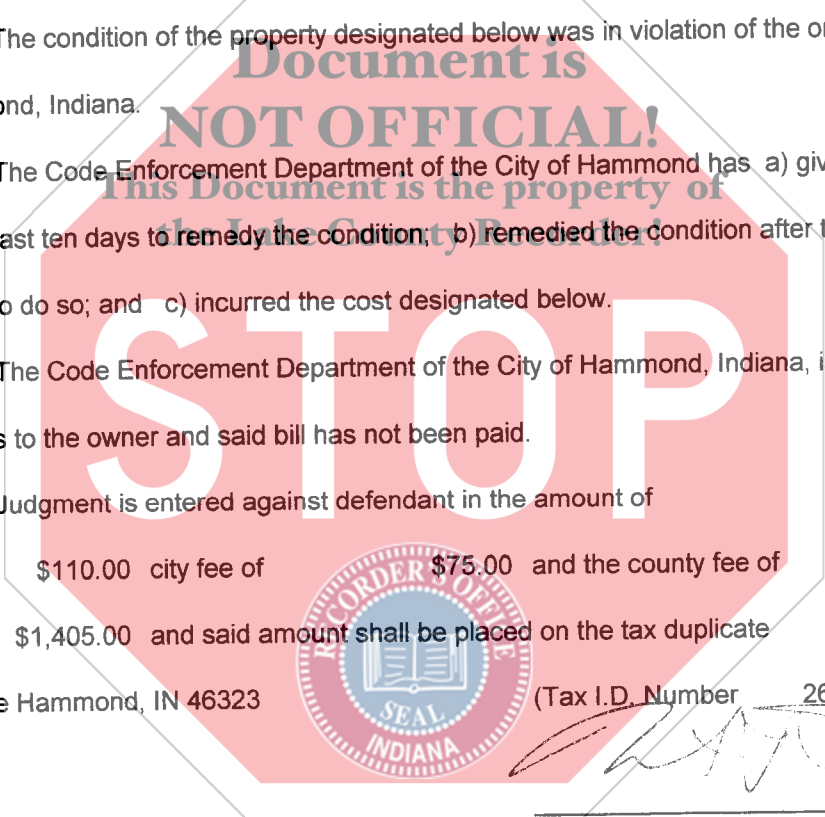 The condition of the property designated below was in violation of the o
Document is
ond, Indiana.
NOT OFFICIAL!
The Code Enforcement Department of the City of Hammond has a) giv
This Document is the property of
ast ten days to remedy the condition; b) remedied the condition after t
the Lake County Recorder!
o do so; and c) incurred the cost designated below.
STOP
The Code Enforcement Department of the City of Hammond, Indiana, i
s to the owner and said bill has not been paid.
Judgment is entered against defendant in the amount of
$110.00 city fee of $75.00 and the county fee of
$1,405.00 and said amount shall be placed on the tax duplicate
RECORDER'S OFFICE
SEAL
INDIANA
e Hammond, IN 46323 (Tax I.D. Number 26